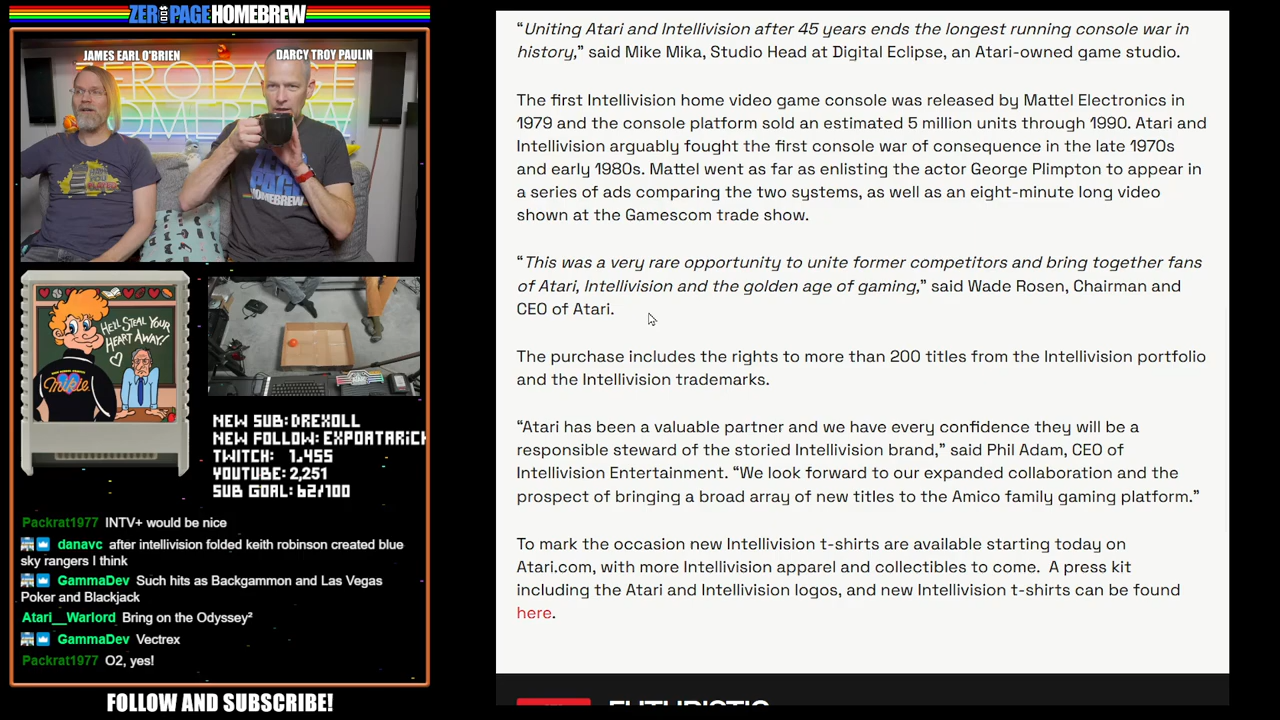 ZEROPAGE HOMEBREW
JAMES EARL O'BRIEN
DARCY TROY PAULIN
ZEROPAGE
HOMEBREW
HOMEBREW
HE'LL STEAL YOUR
HEART AWAY!!
Mikie
NEW SUB: DREXOLL
NEW FOLLOW: EXPOATARICH
TWITCH: 1,455
YOUTUBE: 2,251
SUB GOAL: 62/100
Packrat1977 INTV+ would be nice
danavc after intellivision folded keith robinson created blue
sky rangers I think
GammaDev Such hits as Backgammon and Las Vegas
Poker and Blackjack
Atari__Warlord Bring on the Odyssey²
GammaDev Vectrex
Packrat1977 O2, yes!
FOLLOW AND SUBSCRIBE!
“Uniting Atari and Intellivision after 45 years ends the longest running console war in
history,” said Mike Mika, Studio Head at Digital Eclipse, an Atari-owned game studio.
The first Intellivision home video game console was released by Mattel Electronics in
1979 and the console platform sold an estimated 5 million units through 1990. Atari and
Intellivision arguably fought the first console war of consequence in the late 1970s
and early 1980s. Mattel went as far as enlisting the actor George Plimpton to appear in
a series of ads comparing the two systems, as well as an eight-minute long video
shown at the Gamescom trade show.
“This was a very rare opportunity to unite former competitors and bring together fans
of Atari, Intellivision and the golden age of gaming,” said Wade Rosen, Chairman and
CEO of Atari.
The purchase includes the rights to more than 200 titles from the Intellivision portfolio
and the Intellivision trademarks.
“Atari has been a valuable partner and we have every confidence they will be a
responsible steward of the storied Intellivision brand,” said Phil Adam, CEO of
Intellivision Entertainment. “We look forward to our expanded collaboration and the
prospect of bringing a broad array of new titles to the Amico family gaming platform.”
To mark the occasion new Intellivision t-shirts are available starting today on
Atari.com, with more Intellivision apparel and collectibles to come. A press kit
including the Atari and Intellivision logos, and new Intellivision t-shirts can be found
here.
FUTURISTIC